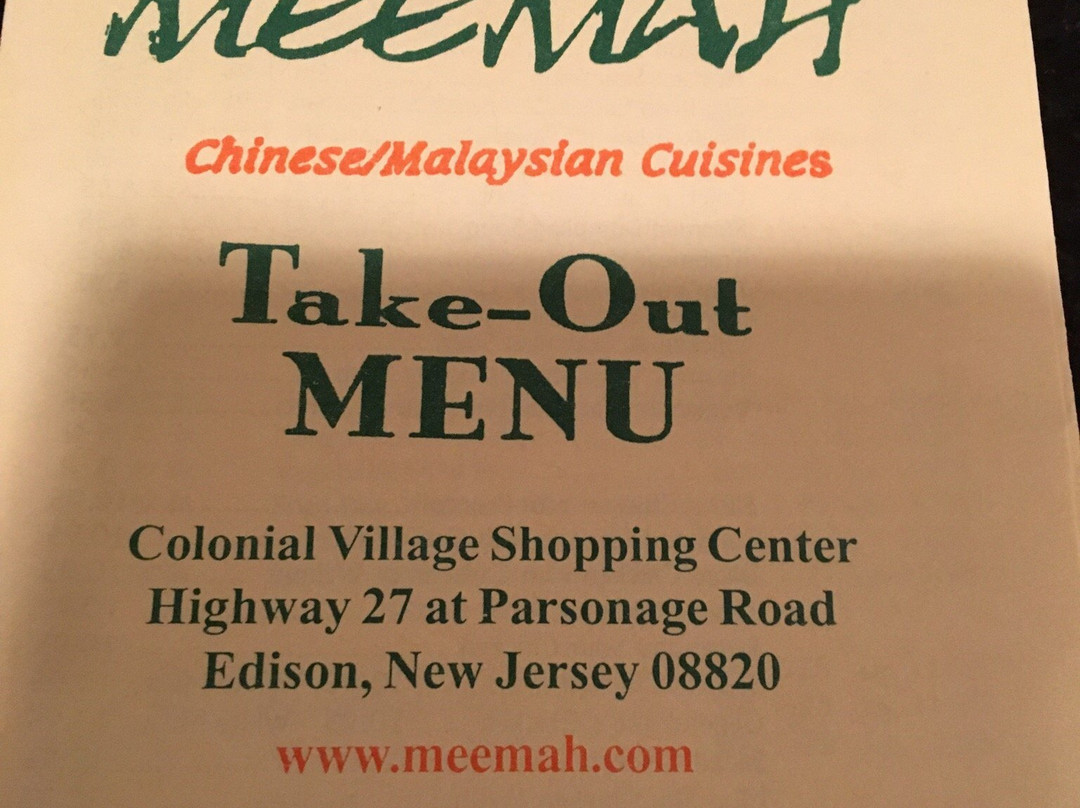 MEEMAH
Chinese/Malaysian Cuisines
Take-Out
MENU
Colonial Village Shopping Center
Highway 27 at Parsonage Road
Edison, New Jersey 08820
www.meemah.com